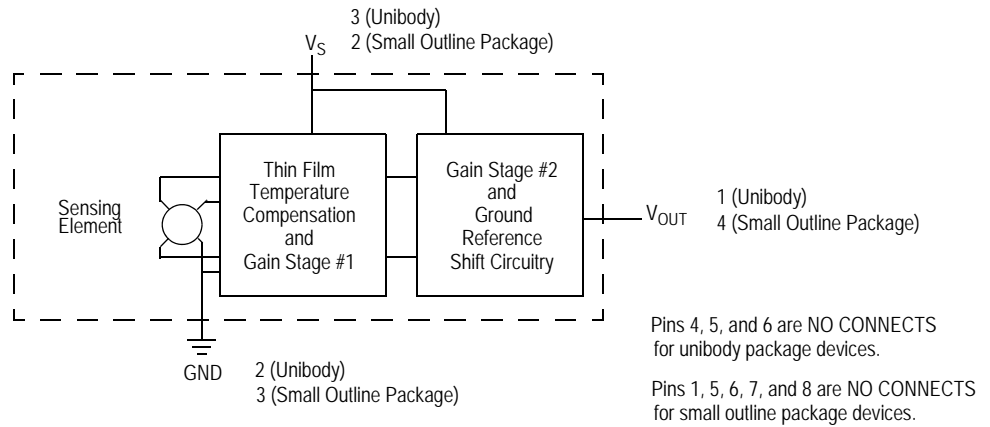 3 (Unibody)
V_S 2 (Small Outline Package)
Thin Film
Temperature
Compensation
and
Gain Stage #1
Gain Stage #2
and
Ground
Reference
Shift Circuitry
Sensing
Element
V_OUT
1 (Unibody)
4 (Small Outline Package)
GND
2 (Unibody)
3 (Small Outline Package)
Pins 4, 5, and 6 are NO CONNECTS
for unibody package devices.
Pins 1, 5, 6, 7, and 8 are NO CONNECTS
for small outline package devices.